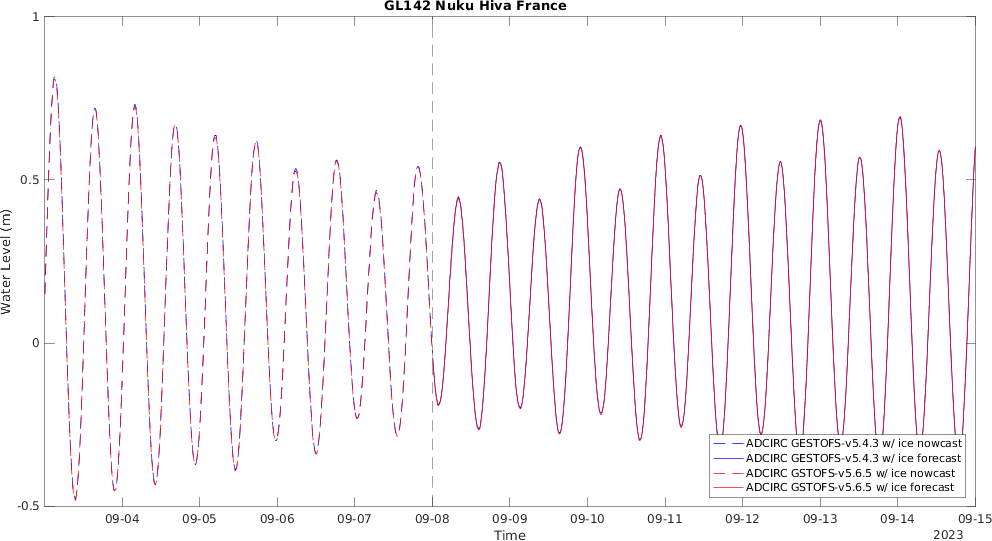 GL142 Nuku Hiva France
1
0.5
0
-0.5
Water Level (m)
09-04 09-05 09-06 09-07 09-08 09-09 09-10 09-11 09-12 09-13 09-14 09-15
Time
2023
ADCIRC GESTOFS-v5.4.3 w/ ice nowcast
ADCIRC GESTOFS-v5.4.3 w/ ice forecast
ADCIRC GSTOFS-v5.6.5 w/ ice nowcast
ADCIRC GSTOFS-v5.6.5 w/ ice forecast